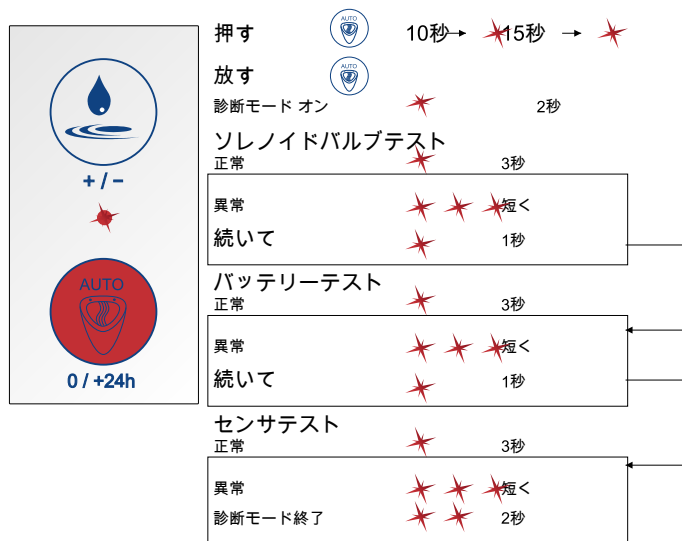 押す AUTO 10秒 15秒
放す AUTO
診断モード オン 2秒
ソレノイドバルブテスト
正常 3秒
異常 短く
続いて 1秒
バッテリーテスト
正常 3秒
異常 短く
続いて 1秒
センサテスト
正常 3秒
異常 短く
診断モード終了 2秒
+ / −
AUTO
0 / +24h